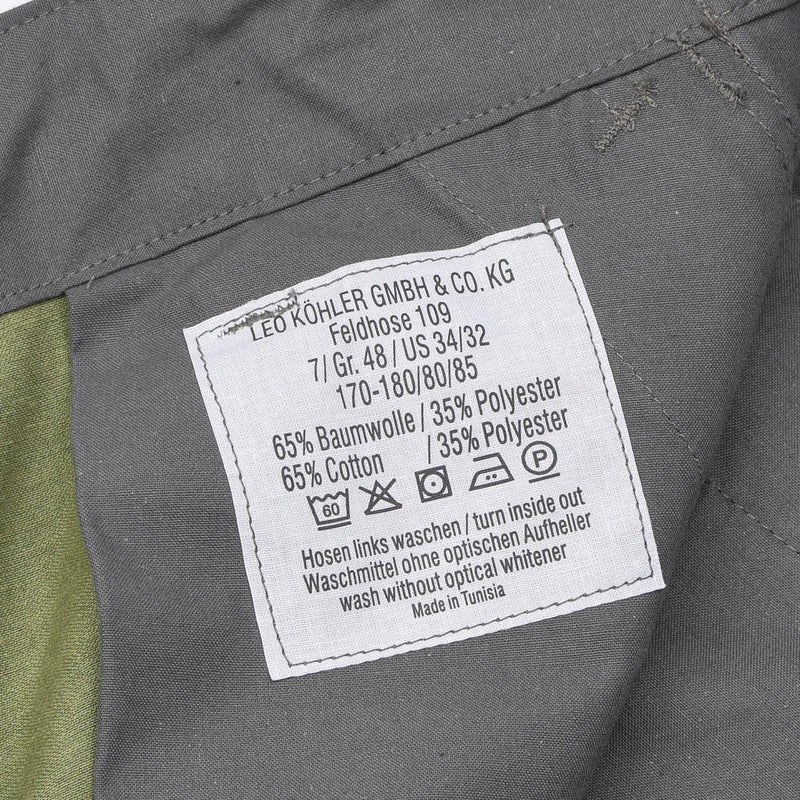 LEO KÖHLER GMBH & CO. KG
Feldhose 109
7/ Gr. 48 / US 34/32
170-180/80/85
65% Baumwolle / 35% Polyester
65% Cotton / 35% Polyester
60 P
Hosen links waschen / turn inside out
Waschmittel ohne optischen Aufheller
wash without optical whitener
Made in Tunisia